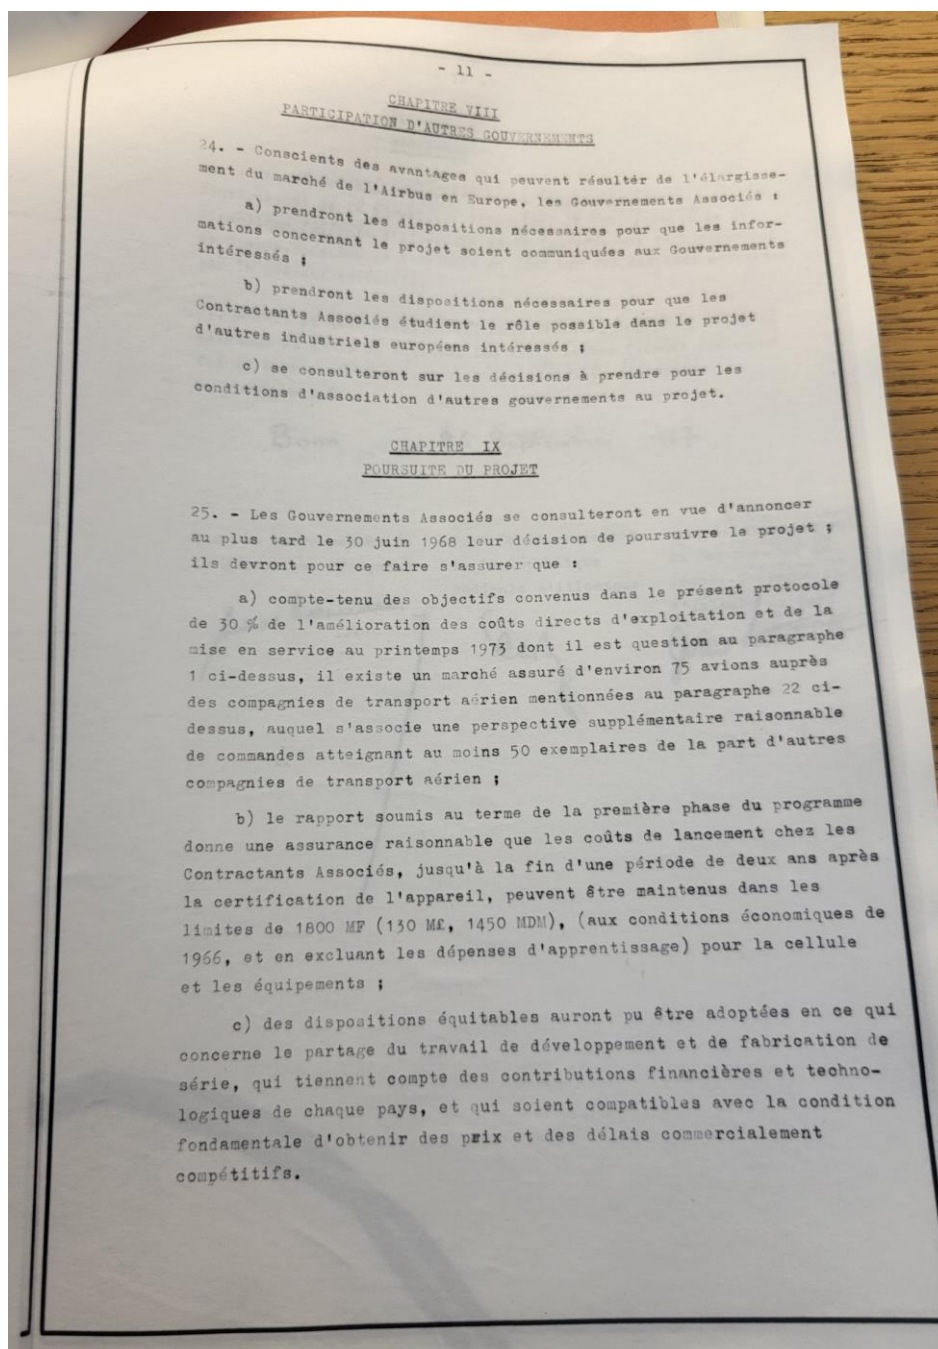 - 11 -
CHAPITRE VIII
PARTICIPATION D'AUTRES GOUVERNEMENTS
24. - Conscients des avantages qui peuvent résulter de l'élargisse-
ment du marché de l'Airbus en Europe, les Gouvernements Associés :
a) prendront les dispositions nécessaires pour que les infor-
mations concernant le projet soient communiquées aux Gouvernements
intéressés ;
b) prendront les dispositions nécessaires pour que les
Contractants Associés étudient le rôle possible dans le projet
d'autres industriels européens intéressés ;
c) se consulteront sur les décisions à prendre pour les
conditions d'association d'autres gouvernements au projet.
CHAPITRE IX
POURSUITE DU PROJET
25. - Les Gouvernements Associés se consulteront en vue d'annoncer
au plus tard le 30 juin 1968 leur décision de poursuivre le projet ;
ils devront pour ce faire s'assurer que :
a) compte-tenu des objectifs convenus dans le présent protocole
de 30 % de l'amélioration des coûts directs d'exploitation et de la
mise en service au printemps 1973 dont il est question au paragraphe
1 ci-dessus, il existe un marché assuré d'environ 75 avions auprès
des compagnies de transport aérien mentionnées au paragraphe 22 ci-
dessus, auquel s'associe une perspective supplémentaire raisonnable
de commandes atteignant au moins 50 exemplaires de la part d'autres
compagnies de transport aérien ;
b) le rapport soumis au terme de la première phase du programme
donne une assurance raisonnable que les coûts de lancement chez les
Contractants Associés, jusqu'à la fin d'une période de deux ans après
la certification de l'appareil, peuvent être maintenus dans les
limites de 1800 MF (130 M£, 1450 MDM), (aux conditions économiques de
1966, et en excluant les dépenses d'apprentissage) pour la cellule
et les équipements ;
c) des dispositions équitables auront pu être adoptées en ce qui
concerne le partage du travail de développement et de fabrication de
série, qui tiennent compte des contributions financières et techno-
logiques de chaque pays, et qui soient compatibles avec la condition
fondamentale d'obtenir des prix et des délais commercialement
compétitifs.